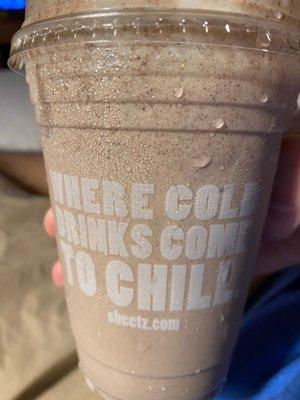 WHERE COLD
DRINKS COME
TO CHILL
sheetz.com